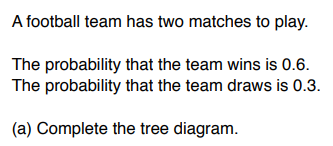 A football team has two matches to play.
The probability that the team wins is 0.6.
The probability that the team draws is 0.3.
(a) Complete the tree diagram.